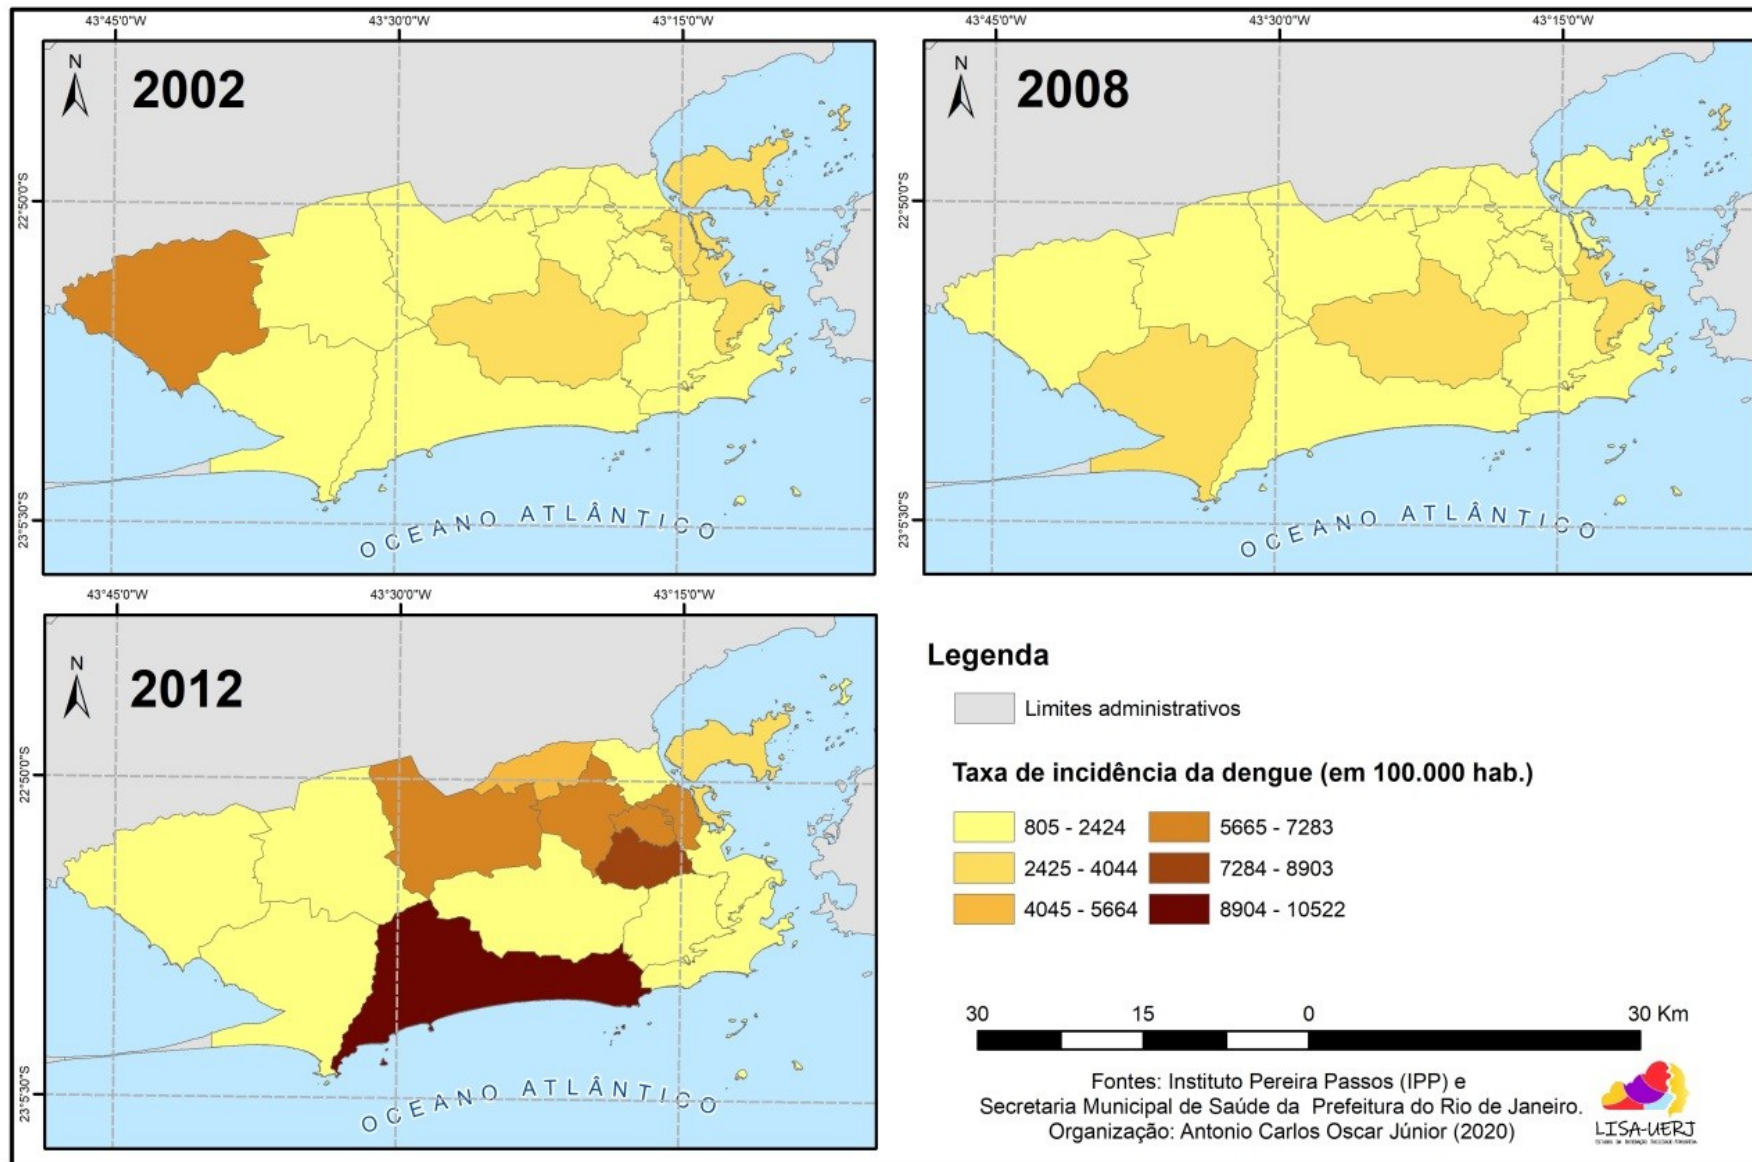 43°45'0"W
43°30'0"W
43°15'0"W
N
2002
22°50'0"S
23°5'30"S
OCEANO ATLÂNTICO
43°45'0"W
43°30'0"W
43°15'0"W
N
2008
22°50'0"S
23°5'30"S
OCEANO ATLÂNTICO
43°45'0"W
43°30'0"W
43°15'0"W
N
2012
22°50'0"S
23°5'30"S
OCEANO ATLÂNTICO
Legenda
Limites administrativos
Taxa de incidência da dengue (em 100.000 hab.)
805 - 2424
5665 - 7283
2425 - 4044
7284 - 8903
4045 - 5664
8904 - 10522
30 15 0 30 Km
Fontes: Instituto Pereira Passos (IPP) e
Secretaria Municipal de Saúde da Prefeitura do Rio de Janeiro.
Organização: Antonio Carlos Oscar Júnior (2020)
LISA-UERJ